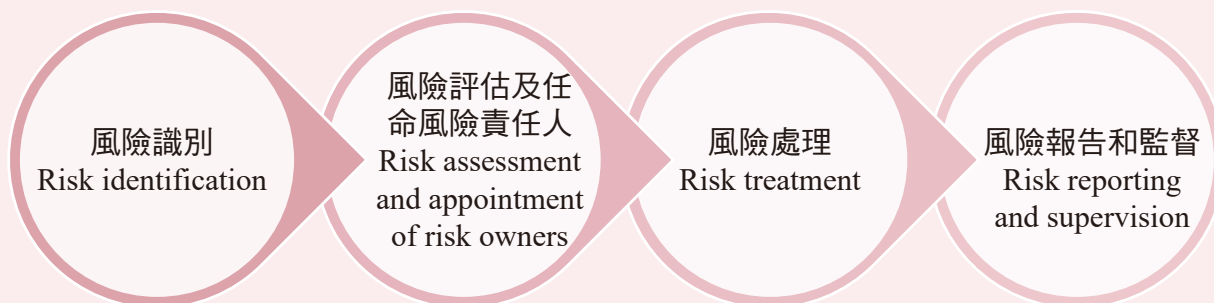 風險識別
Risk identification
風險評估及任
命風險責任人
Risk assessment
and appointment
of risk owners
風險處理
Risk treatment
風險報告和監督
Risk reporting
and supervision